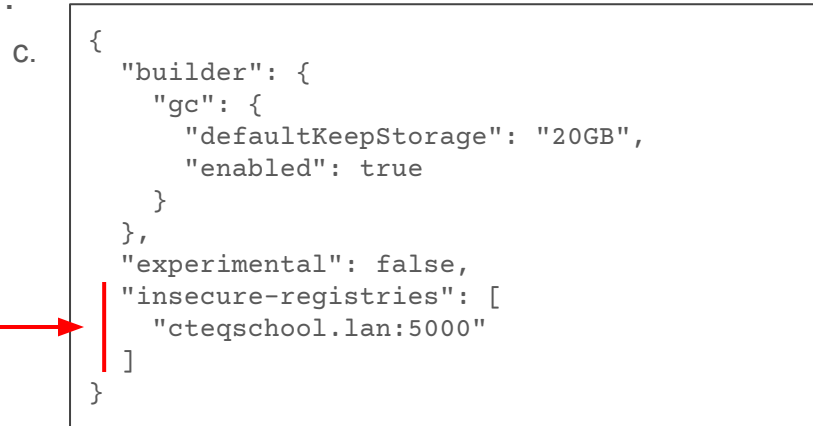 c.
{
  "builder": {
    "gc": {
      "defaultKeepStorage": "20GB",
      "enabled": true
    }
  },
  "experimental": false,
  "insecure-registries": [
    "cteqschool.lan:5000"
  ]
}